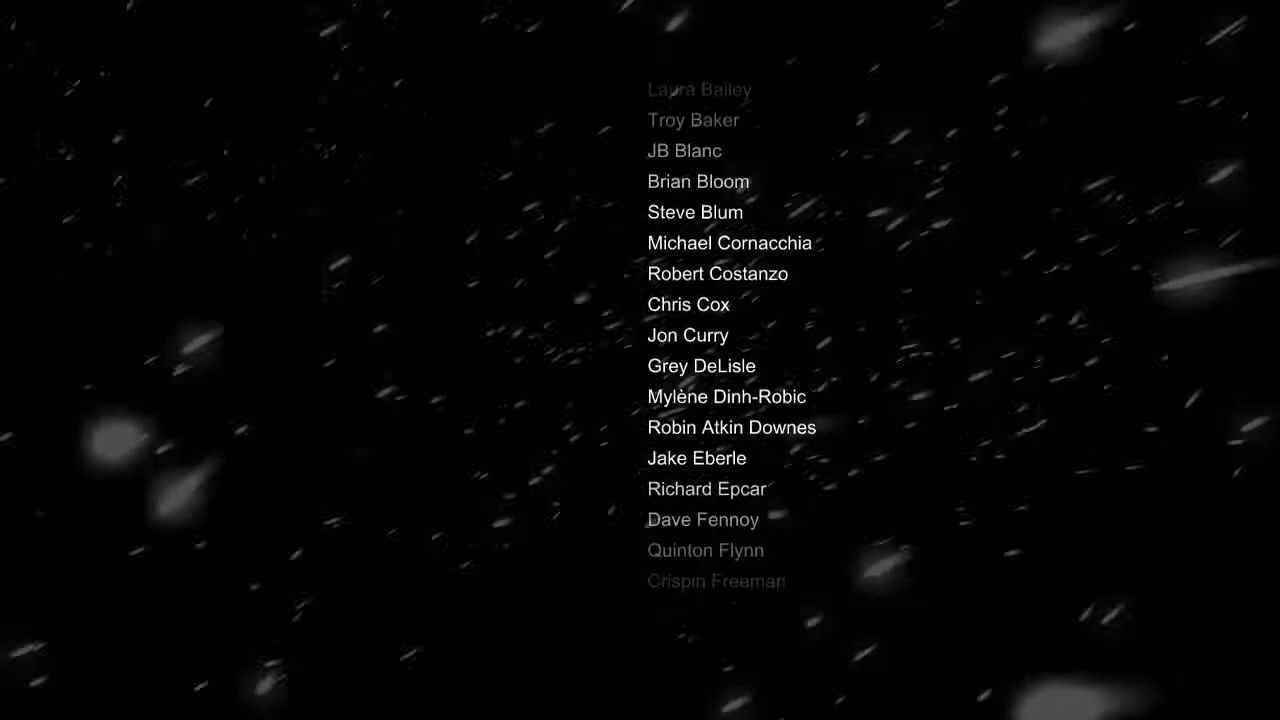 Laura Bailey
Troy Baker
JB Blanc
Brian Bloom
Steve Blum
Michael Cornacchia
Robert Costanzo
Chris Cox
Jon Curry
Grey DeLisle
Mylène Dinh-Robic
Robin Atkin Downes
Jake Eberle
Richard Epcar
Dave Fennoy
Quinton Flynn
Crispin Freeman